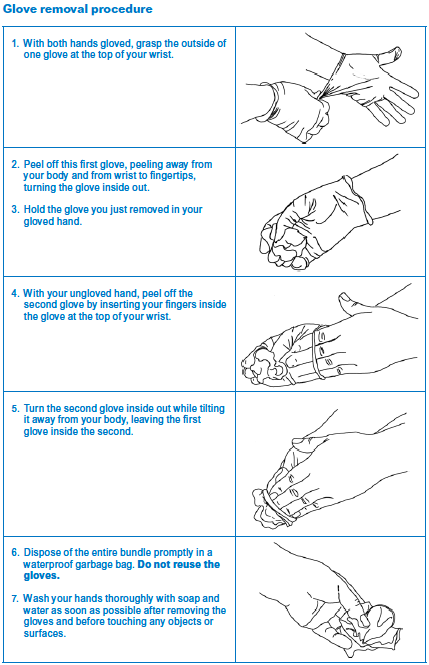 Glove removal procedure
1. With both hands gloved, grasp the outside of
one glove at the top of your wrist.
2. Peel off this first glove, peeling away from
your body and from wrist to fingertips,
turning the glove inside out.
3. Hold the glove you just removed in your
gloved hand.
4. With your ungloved hand, peel off the
second glove by inserting your fingers inside
the glove at the top of your wrist.
5. Turn the second glove inside out while tilting
it away from your body, leaving the first
glove inside the second.
6. Dispose of the entire bundle promptly in a
waterproof garbage bag. Do not reuse the
gloves.
7. Wash your hands thoroughly with soap and
water as soon as possible after removing the
gloves and before touching any objects or
surfaces.